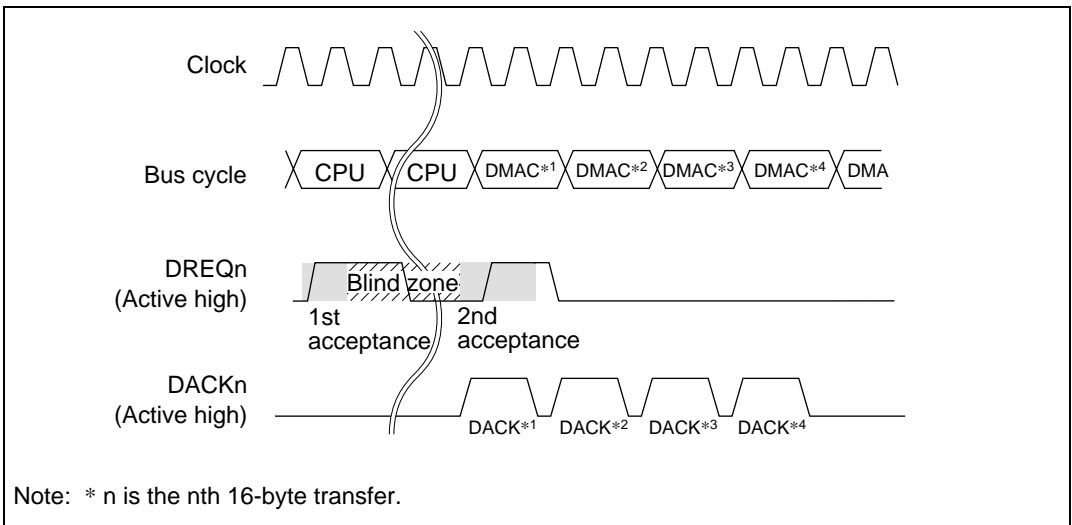 Clock
Bus cycle
CPU CPU DMAC*1 DMAC*2 DMAC*3 DMAC*4 DMA
DREQn
(Active high)
Blind zone
1st
acceptance
2nd
acceptance
DACKn
(Active high)
DACK*1 DACK*2 DACK*3 DACK*4
Note: * n is the nth 16-byte transfer.